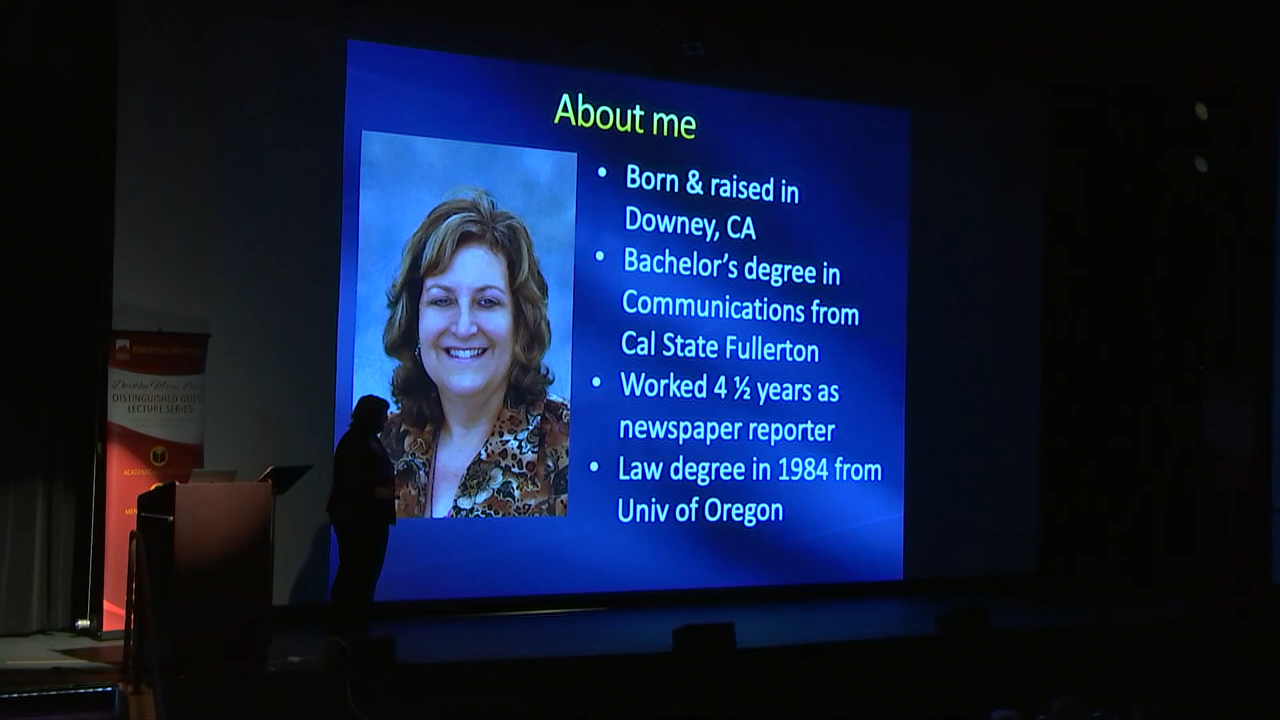 About me
• Born & raised in
Downey, CA
• Bachelor's degree in
Communications from
Cal State Fullerton
• Worked 4 ½ years as
newspaper reporter
• Law degree in 1984 from
Univ of Oregon
DISTINGUISHED GUEST
LECTURE SERIES